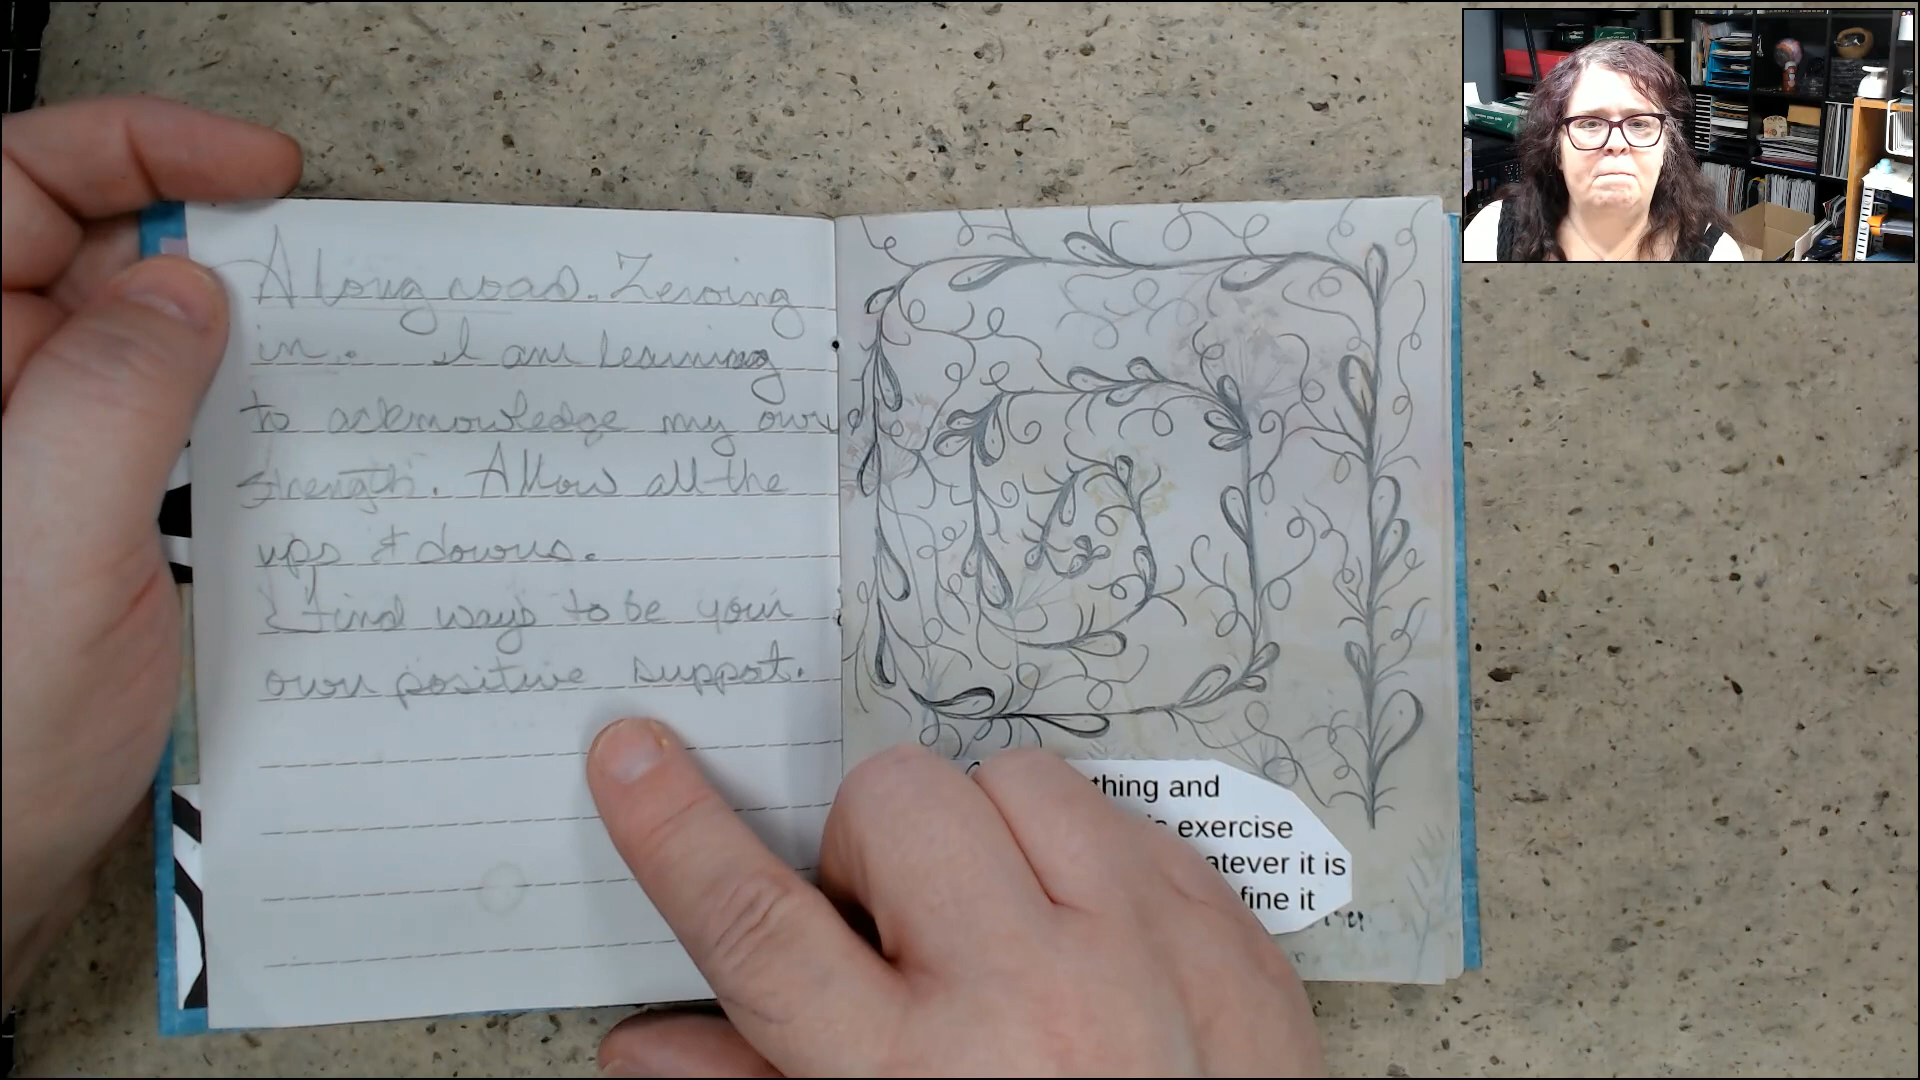 A long road. Zeroing
in. I am learning
to acknowledge my own
strength. Allow all the
ups & downs.
& find ways to be your
own positive support.
thing and
exercise
atever it is
fine it